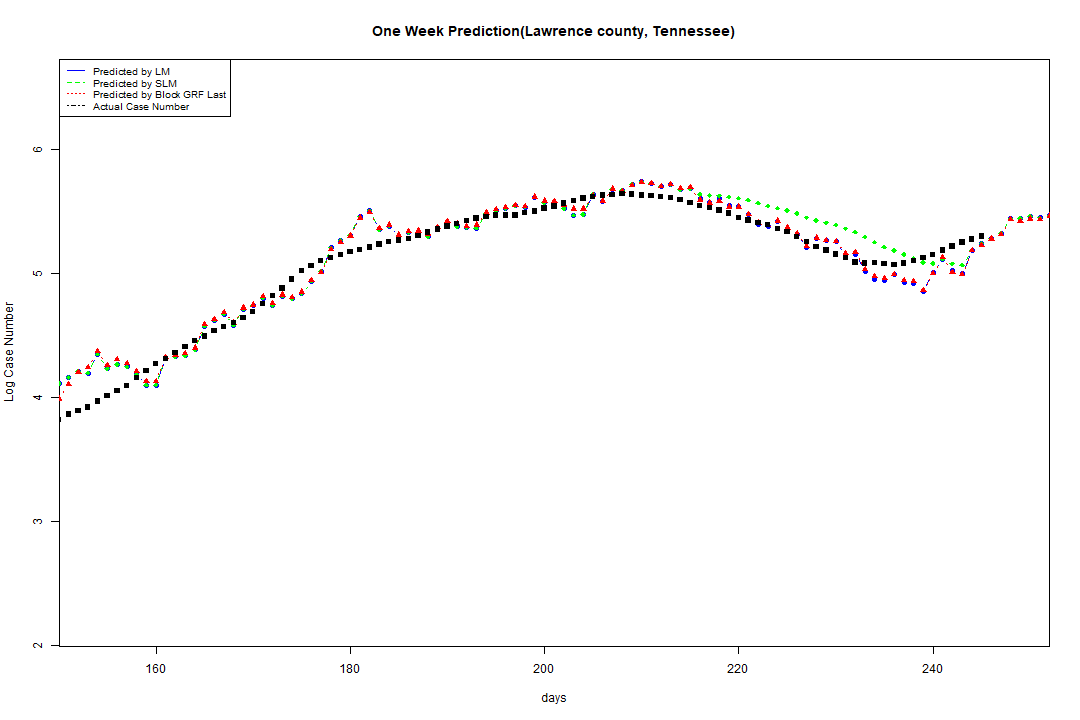 One Week Prediction(Lawrence county, Tennessee)
Predicted by LM
Predicted by SLM
Predicted by Block GRF Last
Actual Case Number
6
5
4
3
2
Log Case Number
160 180 200 220 240
days